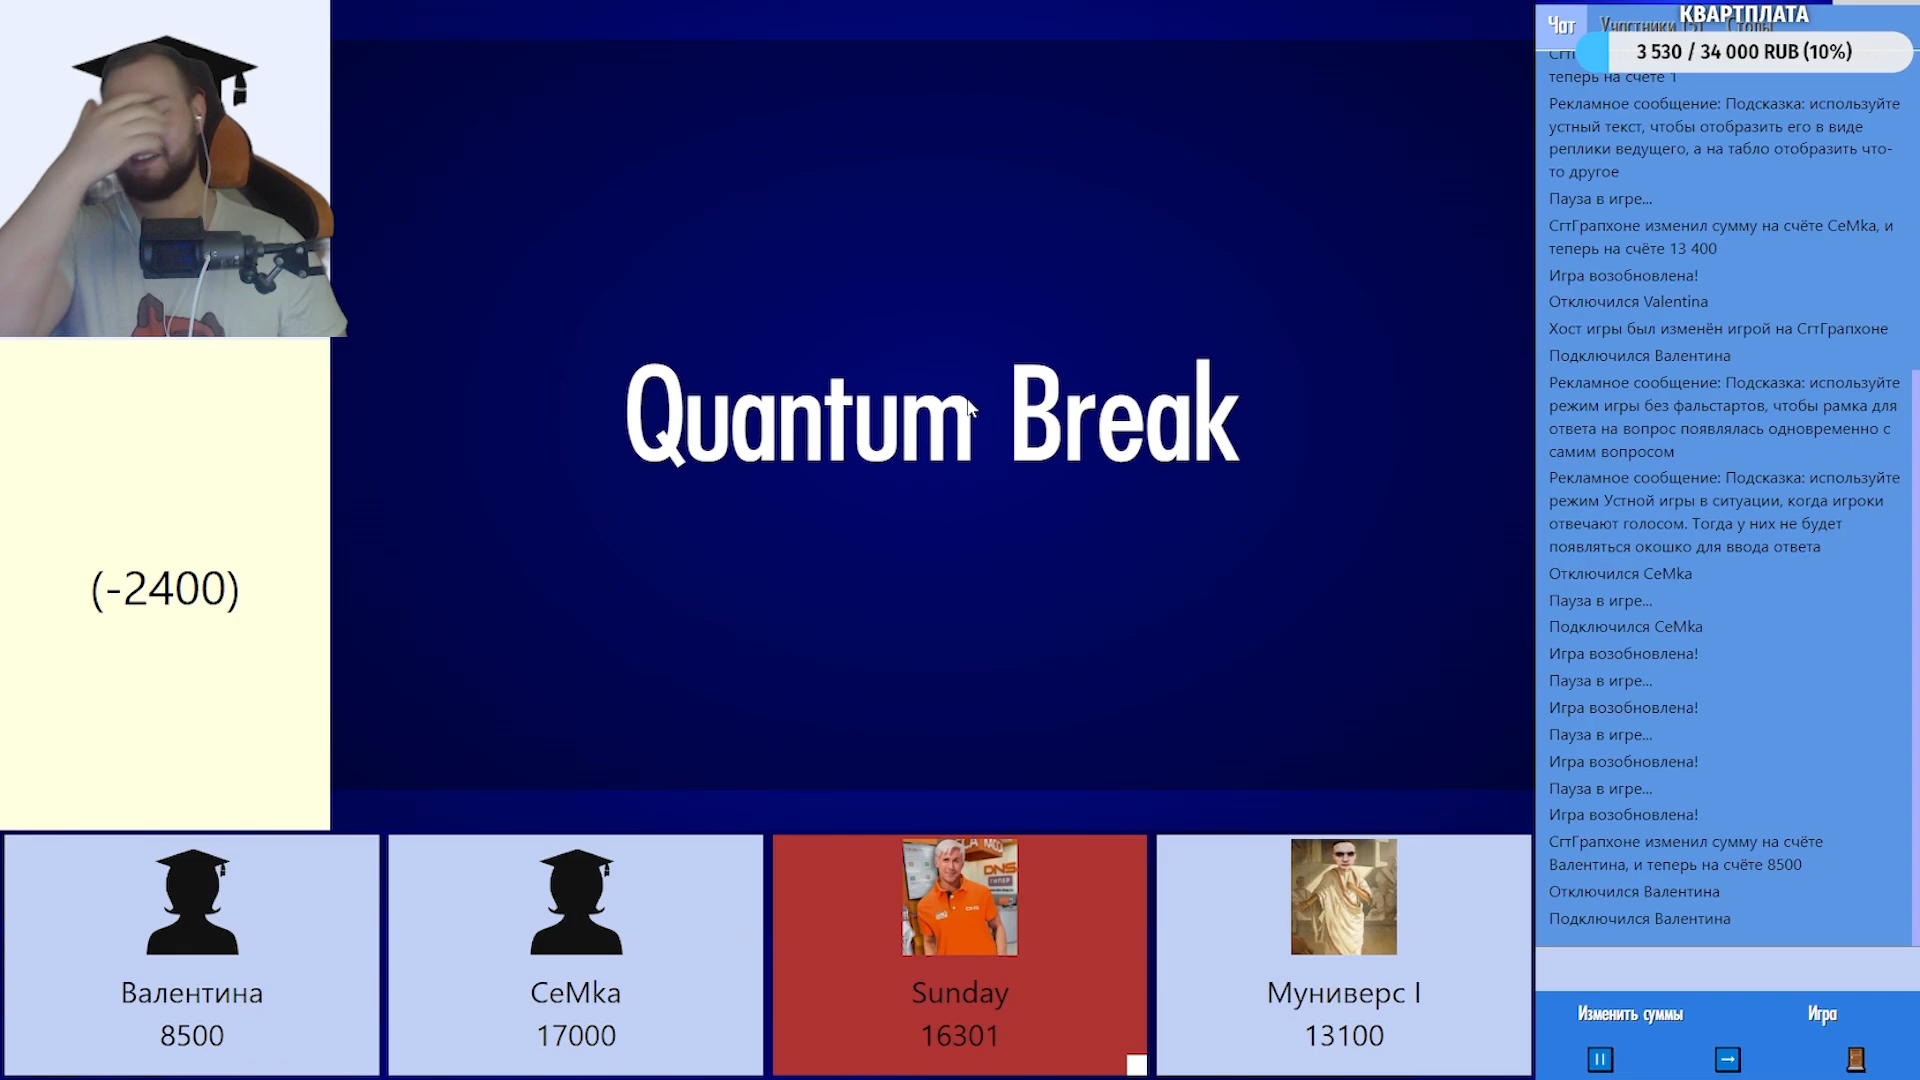 Quantum Break
(-2400)
Валентина
8500
CeMka
17000
Sunday
16301
Муниверс I
13100
Чат
КВАРТПЛАТА
3 530 / 34 000 RUB (10%)
теперь на счёте 1
Рекламное сообщение: Подсказка: используйте
устный текст, чтобы отобразить его в виде
реплики ведущего, а на табло отобразить что-
то другое
Пауза в игре...
СгтГрапхоне изменил сумму на счёте CeMka, и
теперь на счёте 13 400
Игра возобновлена!
Отключился Valentina
Хост игры был изменён игрой на СгтГрапхоне
Подключился Валентина
Рекламное сообщение: Подсказка: используйте
режим игры без фальстартов, чтобы рамка для
ответа на вопрос появлялась одновременно с
самим вопросом
Рекламное сообщение: Подсказка: используйте
режим Устной игры в ситуации, когда игроки
отвечают голосом. Тогда у них не будет
появляться окошко для ввода ответа
Отключился CeMka
Пауза в игре...
Подключился CeMka
Игра возобновлена!
Пауза в игре...
Игра возобновлена!
Пауза в игре...
Игра возобновлена!
Пауза в игре...
Игра возобновлена!
СгтГрапхоне изменил сумму на счёте
Валентина, и теперь на счёте 8500
Отключился Валентина
Подключился Валентина
Изменить суммы
Игра
DNS